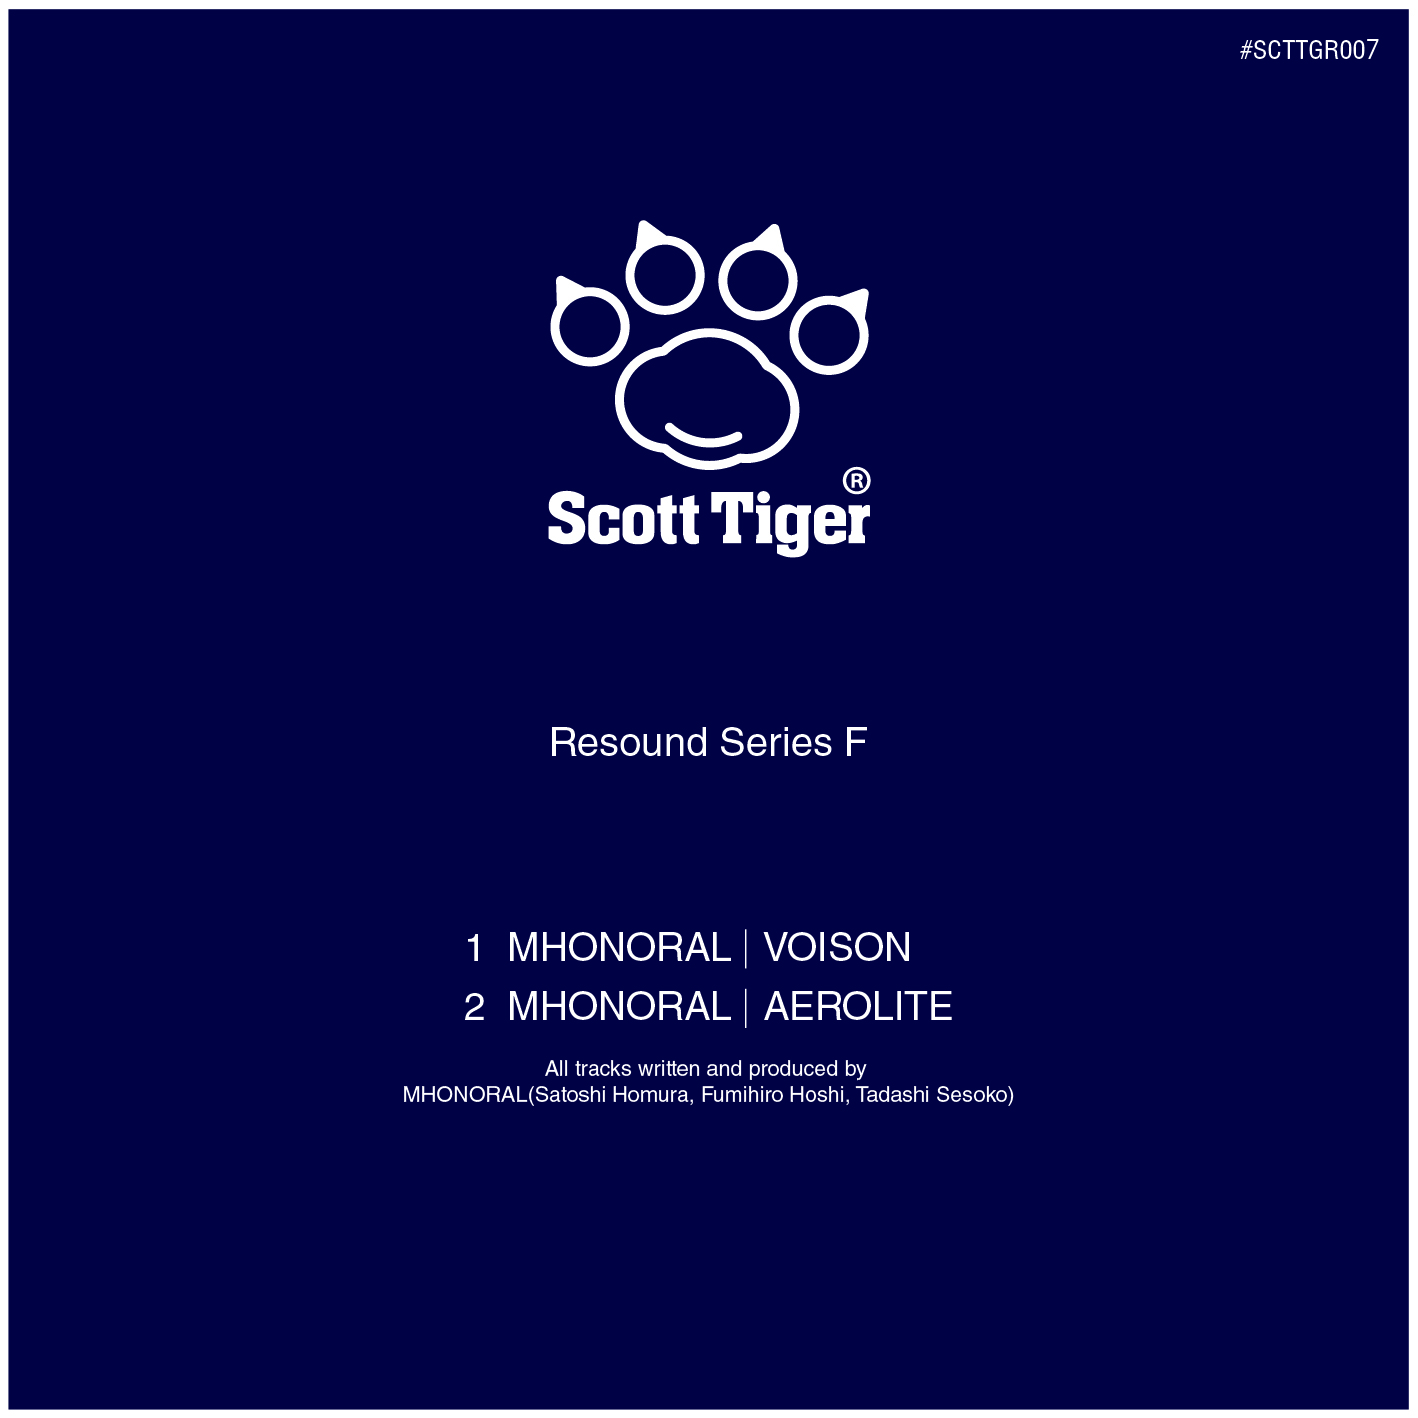 #SCTTGR007
Scott Tiger®
Resound Series F
1 MHONORAL | VOISON
2 MHONORAL | AEROLITE
All tracks written and produced by
MHONORAL(Satoshi Homura, Fumihiro Hoshi, Tadashi Sesoko)